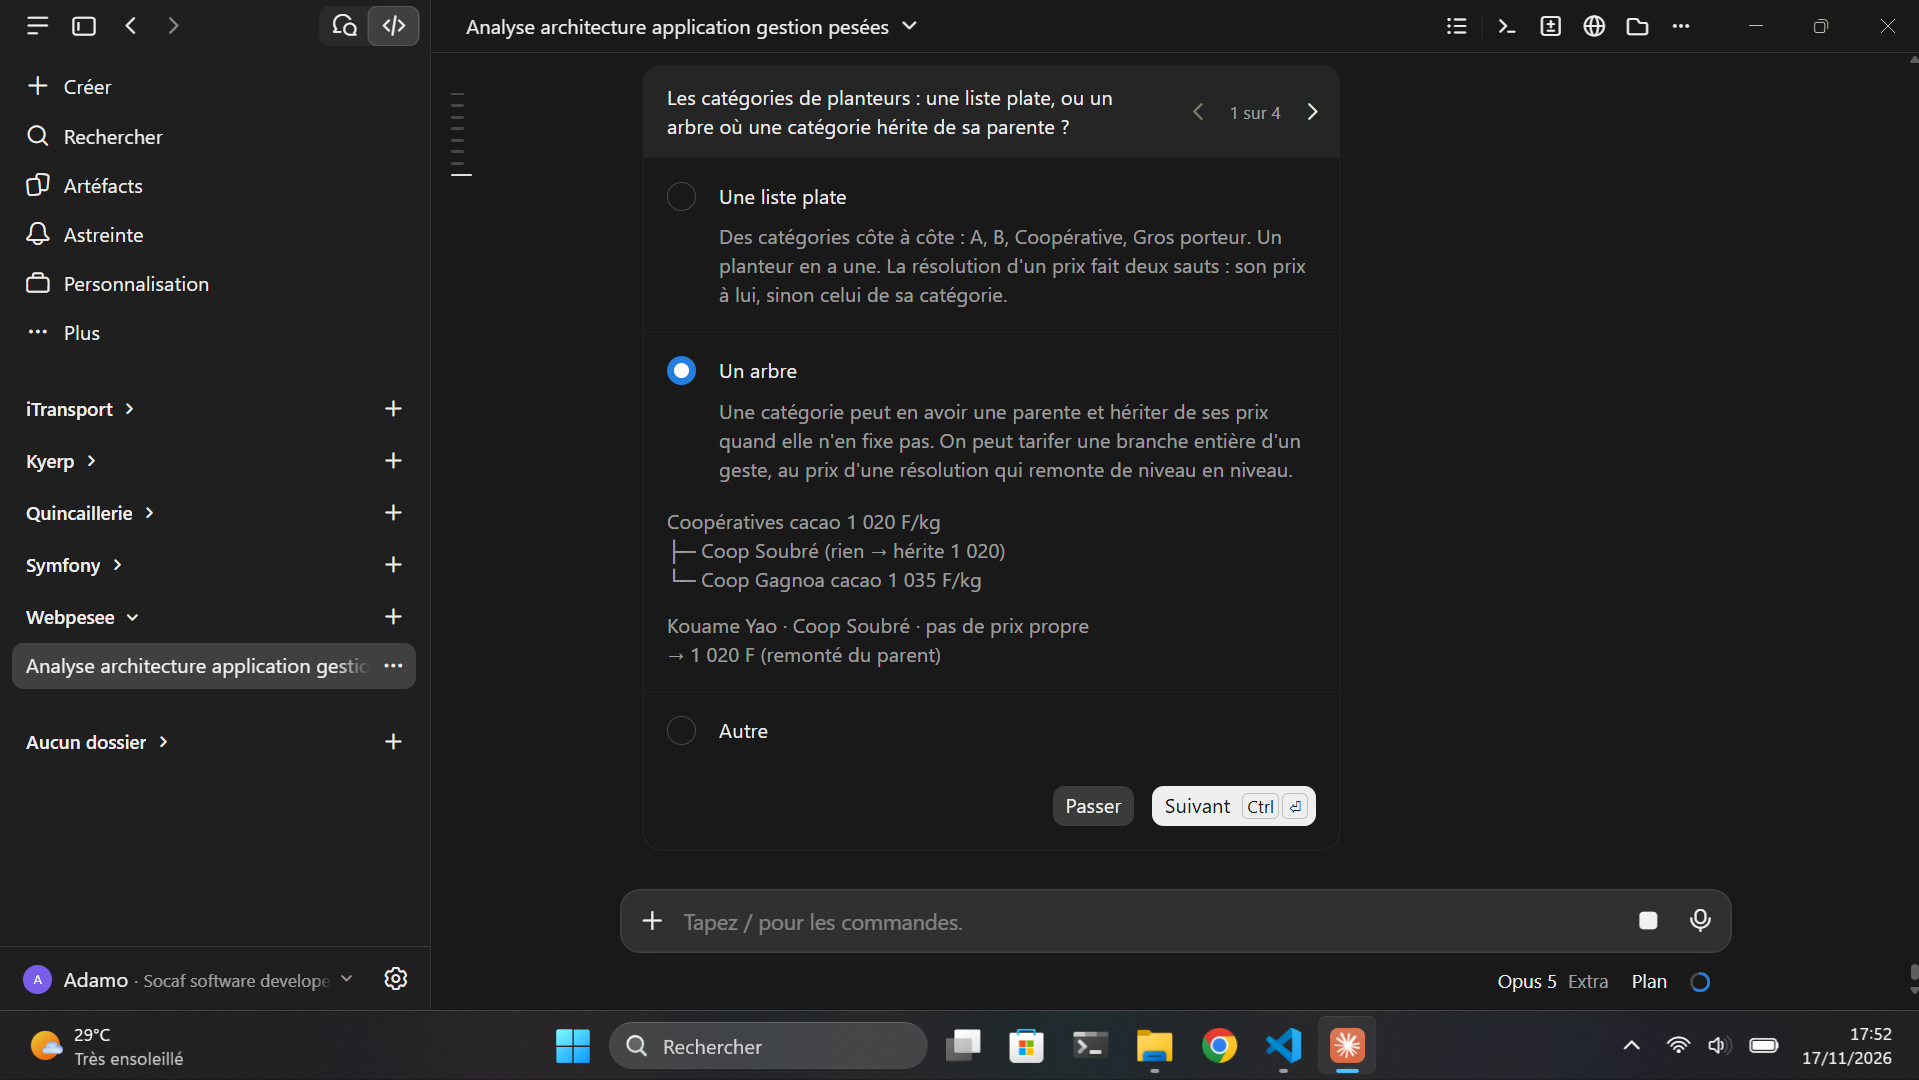 Analyse architecture application gestion pesées
Créer
Rechercher
Artéfacts
Astreinte
Personnalisation
Plus
iTransport
Kyerp
Quincaillerie
Symfony
Webpesee
Analyse architecture application gestio
Aucun dossier
A
Adamo · Socaf software develope
Les catégories de planteurs : une liste plate, ou un
arbre où une catégorie hérite de sa parente ?
1 sur 4
Une liste plate
Des catégories côte à côte : A, B, Coopérative, Gros porteur. Un
planteur en a une. La résolution d'un prix fait deux sauts : son prix
à lui, sinon celui de sa catégorie.
Un arbre
Une catégorie peut en avoir une parente et hériter de ses prix
quand elle n'en fixe pas. On peut tarifer une branche entière d'un
geste, au prix d'une résolution qui remonte de niveau en niveau.
Coopératives cacao 1 020 F/kg
├─ Coop Soubré (rien → hérite 1 020)
└─ Coop Gagnoa cacao 1 035 F/kg
Kouame Yao · Coop Soubré · pas de prix propre
→ 1 020 F (remonté du parent)
Autre
Passer
Suivant Ctrl ⏎
Tapez / pour les commandes.
Opus 5 Extra Plan
29°C
Très ensoleillé
Rechercher
17:52
17/11/2026